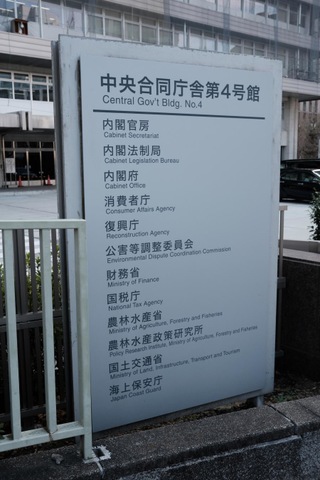 中央合同庁舎第4号館
Central Gov't Bldg. No.4
内閣官房
Cabinet Secretariat
内閣法制局
Cabinet Legislation Bureau
内閣府
Cabinet Office
消費者庁
Consumer Affairs Agency
復興庁
Reconstruction Agency
公害等調整委員会
Environmental Dispute Coordination Commission
財務省
Ministry of Finance
国税庁
National Tax Agency
農林水産省
Ministry of Agriculture, Forestry and Fisheries
農林水産政策研究所
Policy Research Institute, Ministry of Agriculture, Forestry and Fisheries
国土交通省
Ministry of Land, Infrastructure, Transport and Tourism
海上保安庁
Japan Coast Guard